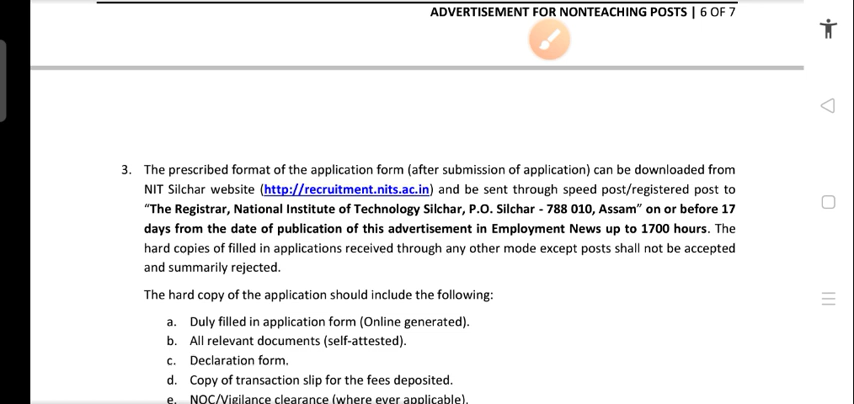 ADVERTISEMENT FOR NONTEACHING POSTS | 6 OF 7
3. The prescribed format of the application form (after submission of application) can be downloaded from
NIT Silchar website (http://recruitment.nits.ac.in) and be sent through speed post/registered post to
“The Registrar, National Institute of Technology Silchar, P.O. Silchar - 788 010, Assam” on or before 17
days from the date of publication of this advertisement in Employment News up to 1700 hours. The
hard copies of filled in applications received through any other mode except posts shall not be accepted
and summarily rejected.
The hard copy of the application should include the following:
a. Duly filled in application form (Online generated).
b. All relevant documents (self-attested).
c. Declaration form.
d. Copy of transaction slip for the fees deposited.
e. NOC/Vigilance clearance (where ever applicable).